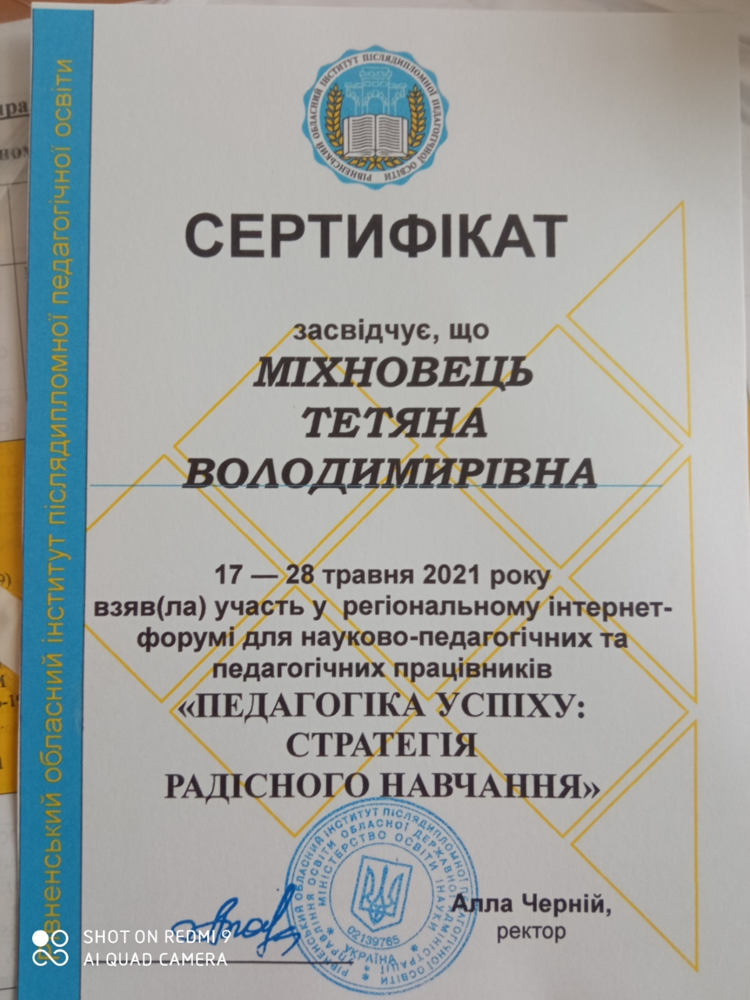 Рівненський обласний інститут післядипломної педагогічної освіти
РІВНЕНСЬКИЙ ОБЛАСНИЙ ІНСТИТУТ ПІСЛЯДИПЛОМНОЇ ПЕДАГОГІЧНОЇ ОСВІТИ
СЕРТИФІКАТ
засвідчує, що
МІХНОВЕЦЬ
ТЕТЯНА
ВОЛОДИМИРІВНА
17 — 28 травня 2021 року
взяв(ла) участь у регіональному інтернет-
форумі для науково-педагогічних та
педагогічних працівників
«ПЕДАГОГІКА УСПІХУ:
СТРАТЕГІЯ
РАДІСНОГО НАВЧАННЯ»
РІВНЕНСЬКИЙ ОБЛАСНИЙ ІНСТИТУТ ПІСЛЯДИПЛОМНОЇ ПЕДАГОГІЧНОЇ ОСВІТИ
УПРАВЛІННЯ ОСВІТИ ОБЛАСНОЇ ДЕРЖАВНОЇ АДМІНІСТРАЦІЇ
МІНІСТЕРСТВО ОСВІТИ І НАУКИ
02139765
УКРАЇНА
Алла Черній,
ректор
SHOT ON REDMI 9
AI QUAD CAMERA